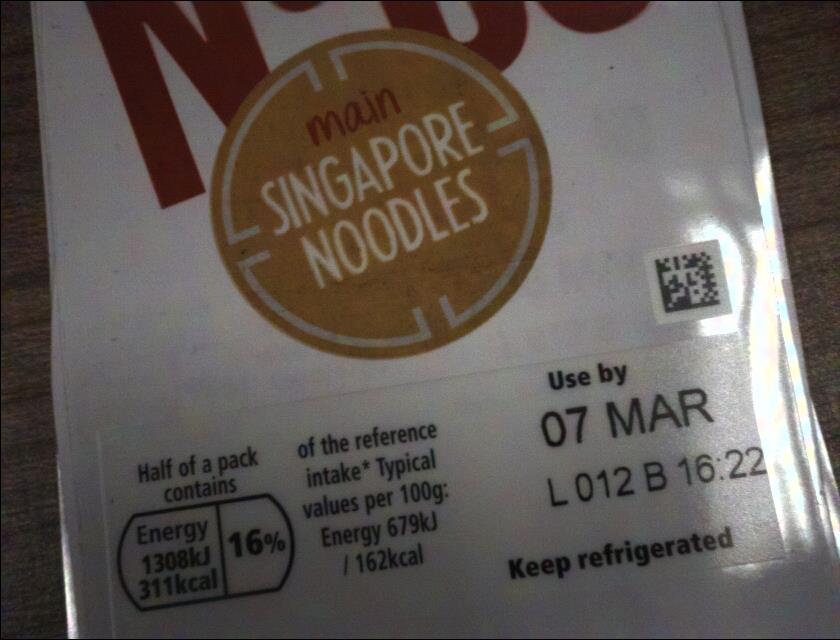 main
SINGAPORE
NOODLES
Use by
07 MAR
L 012 B 16:22
Keep refrigerated
Half of a pack
contains
Energy
1308kJ
311kcal
16%
of the reference
intake* Typical
values per 100g:
Energy 679kJ
/ 162kcal